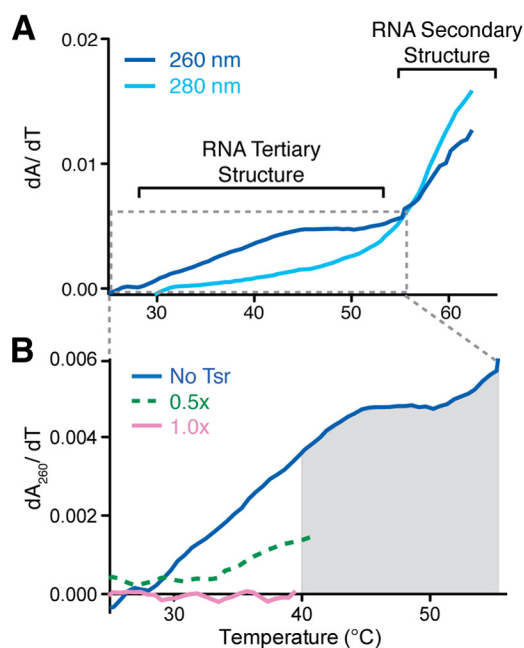 A
RNA Secondary
Structure
260 nm
280 nm
RNA Tertiary
Structure
dA/ dT
0.02
0.01
0.00
30 40 50 60
B
No Tsr
0.5x
1.0x
dA260/ dT
0.006
0.004
0.002
0.000
30 40 50
Temperature (°C)